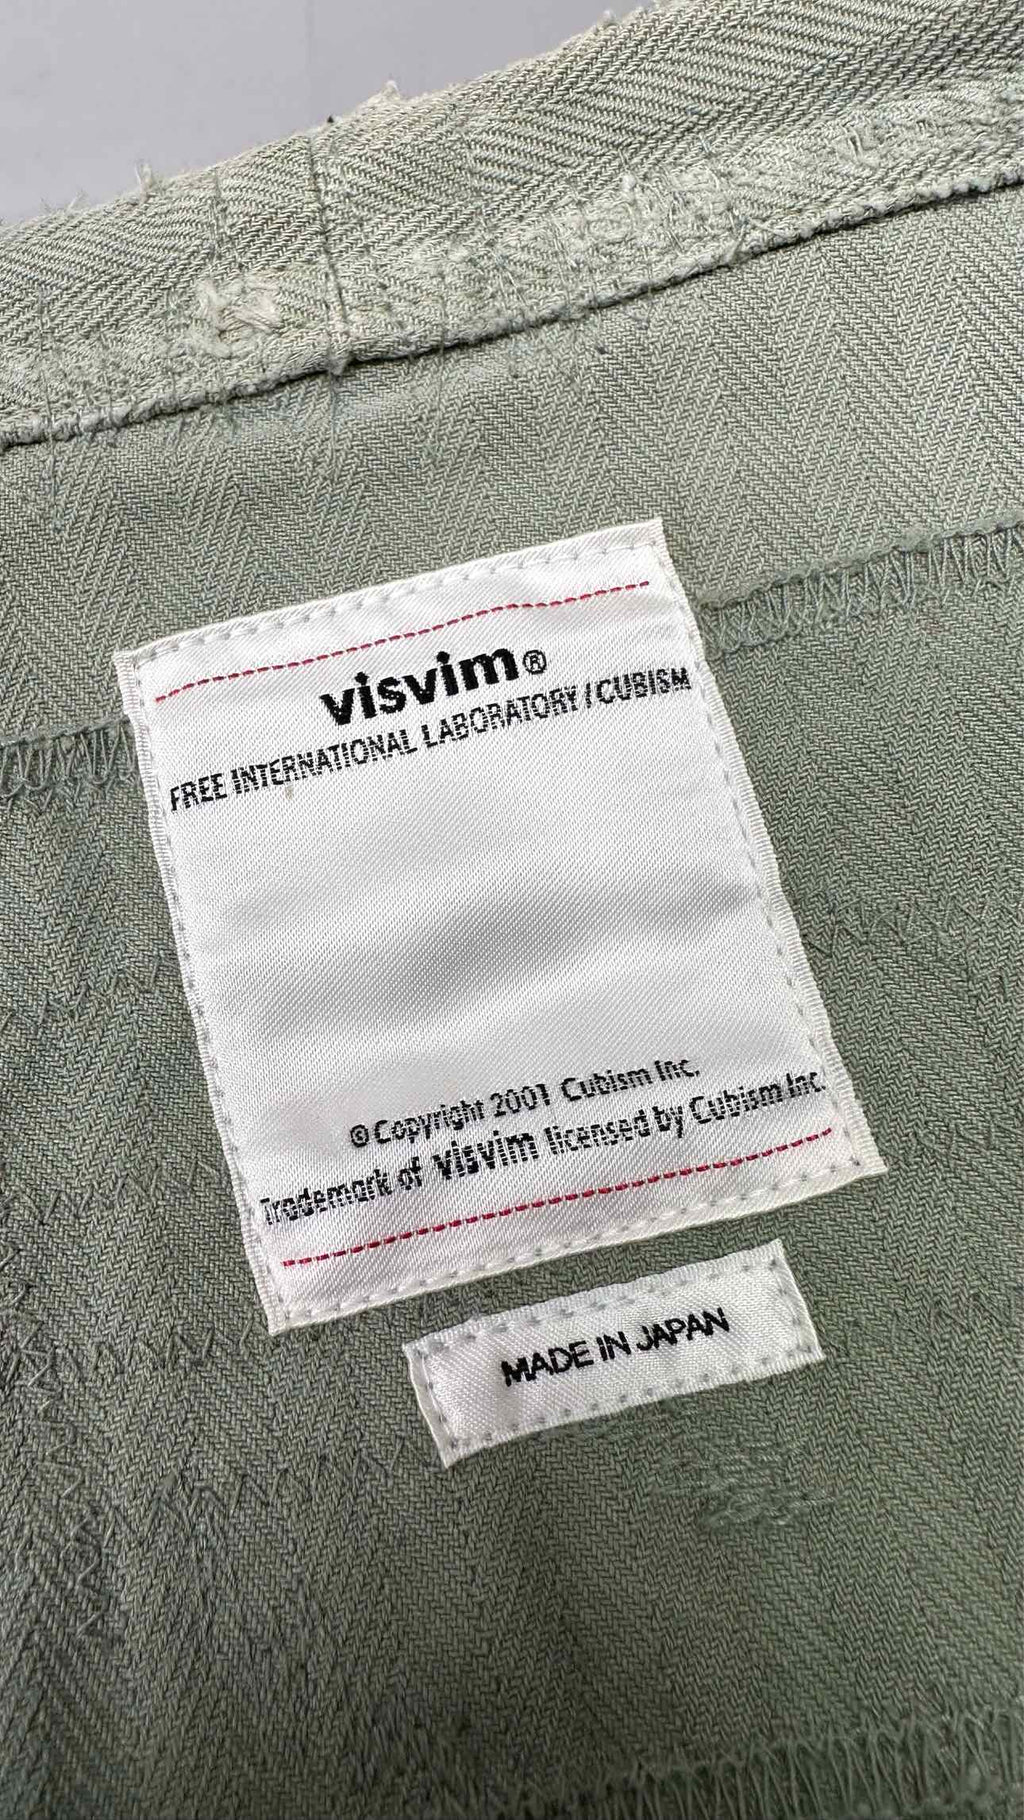 visvim®
FREE INTERNATIONAL LABORATORY / CUBISM
© Copyright 2001 Cubism Inc.
Trademark of visvim licensed by Cubism Inc.
MADE IN JAPAN